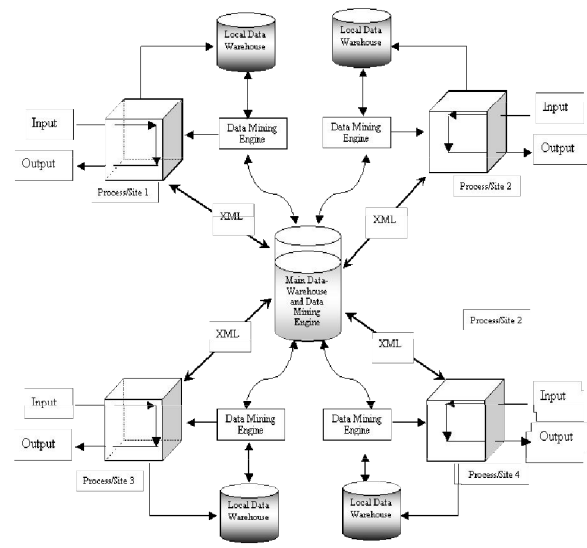 Local Data
Warehouse
Local Data
Warehouse
Input
Output
Data Mining
Engine
Data Mining
Engine
Input
Output
Process/Site 1
Process/Site 2
XML
XML
Main Data-
Warehouse
and Data
Mining
Engine
Process/Site 2
XML
XML
Input
Output
Data Mining
Engine
Data Mining
Engine
Input
Output
Process/Site 3
Process/Site 4
Local Data
Warehouse
Local Data
Warehouse